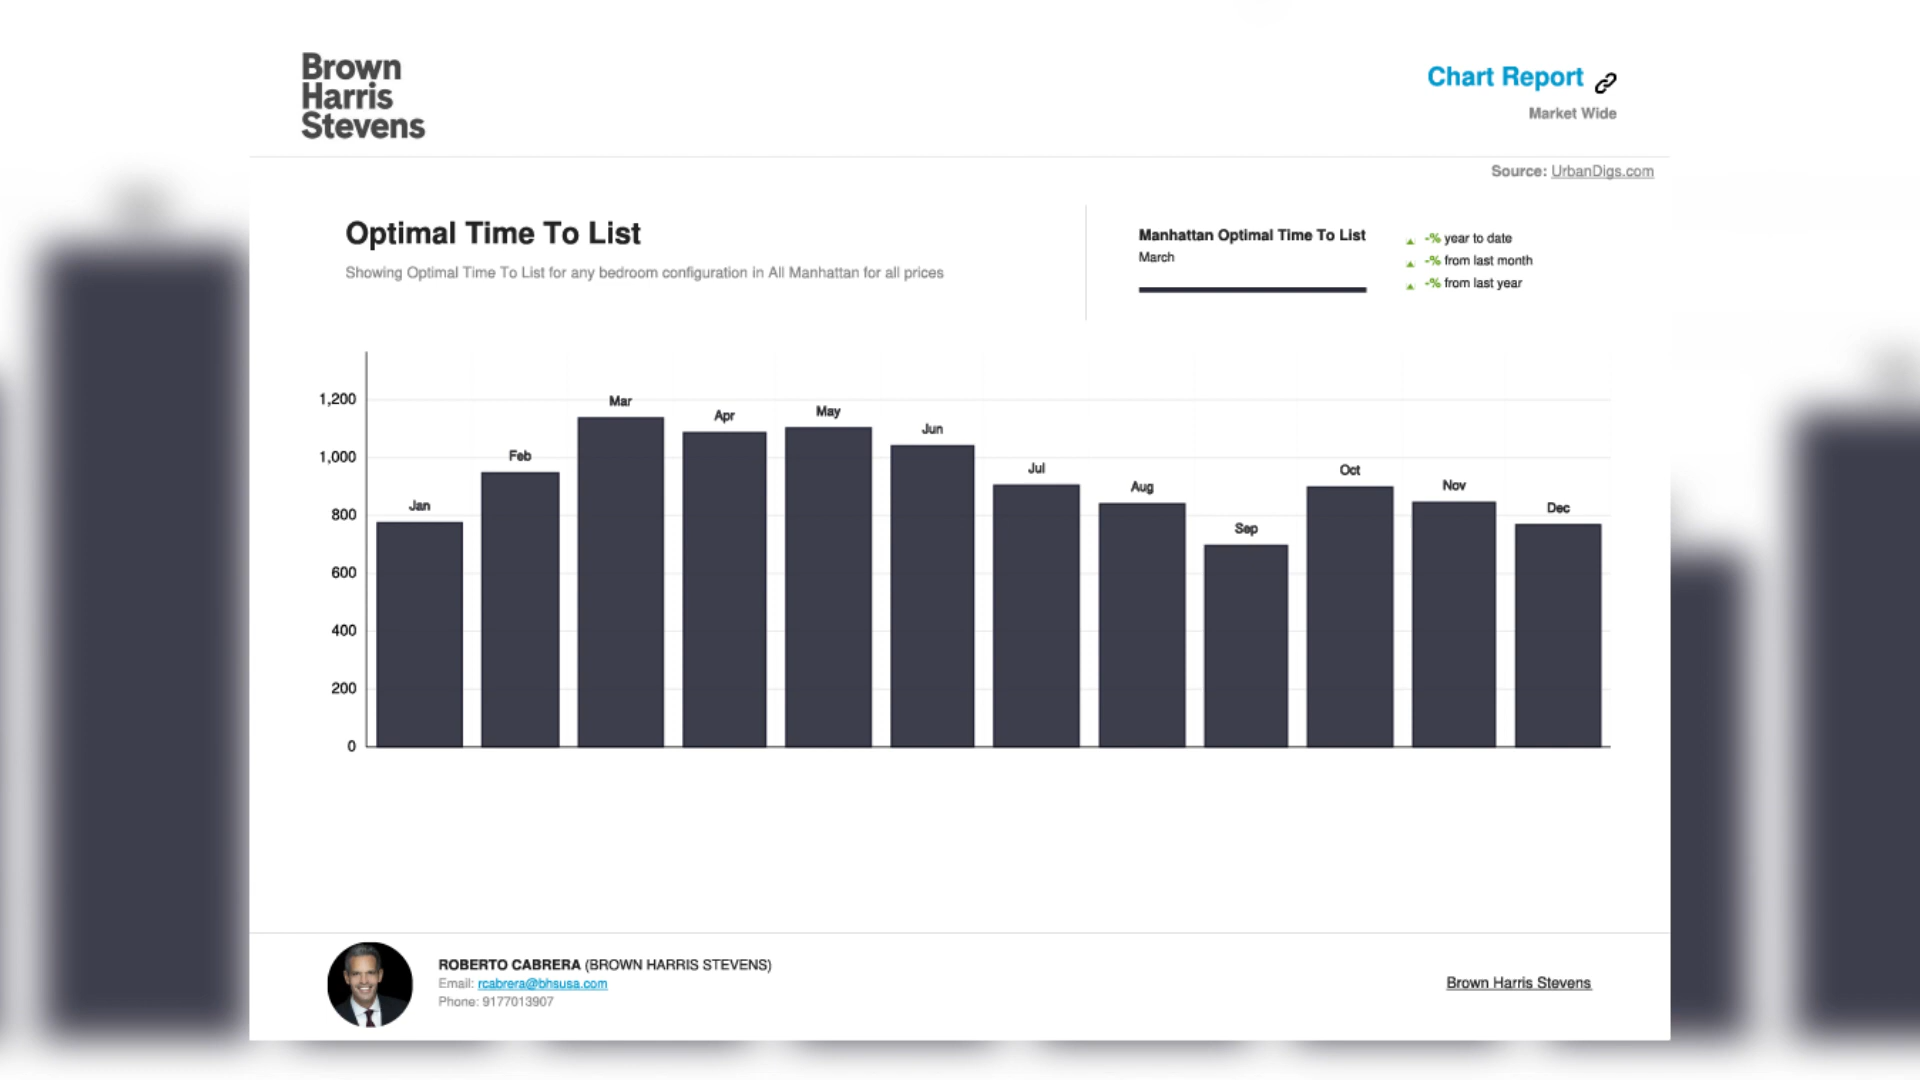 Brown
Harris
Stevens
Chart Report
Market Wide
Source: UrbanDigs.com
Optimal Time To List
Showing Optimal Time To List for any bedroom configuration in All Manhattan for all prices
Manhattan Optimal Time To List
March
-% year to date
-% from last month
-% from last year
1,200
1,000
800
600
400
200
0
Jan
Feb
Mar
Apr
May
Jun
Jul
Aug
Sep
Oct
Nov
Dec
ROBERTO CABRERA (BROWN HARRIS STEVENS)
Email: rcabrera@bhsusa.com
Phone: 9177013907
Brown Harris Stevens